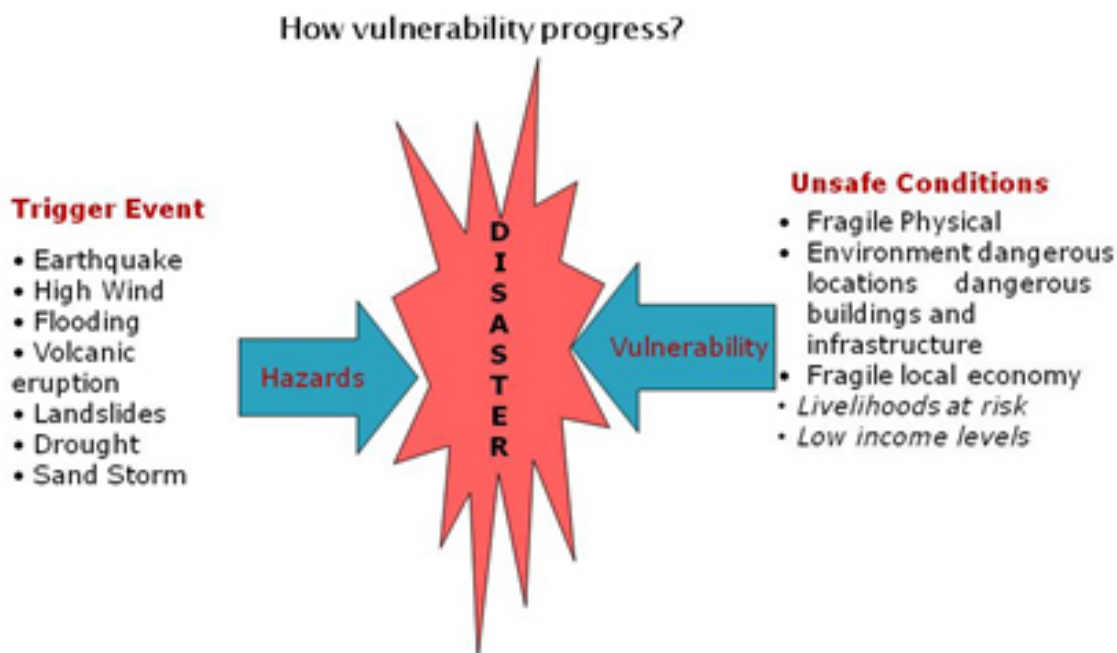 How vulnerability progress?
Trigger Event
• Earthquake
• High Wind
• Flooding
• Volcanic
eruption
• Landslides
• Drought
• Sand Storm
Hazards
DISASTER
Vulnerability
Unsafe Conditions
• Fragile Physical
• Environment dangerous
locations dangerous
buildings and
infrastructure
• Fragile local economy
• Livelihoods at risk
• Low income levels